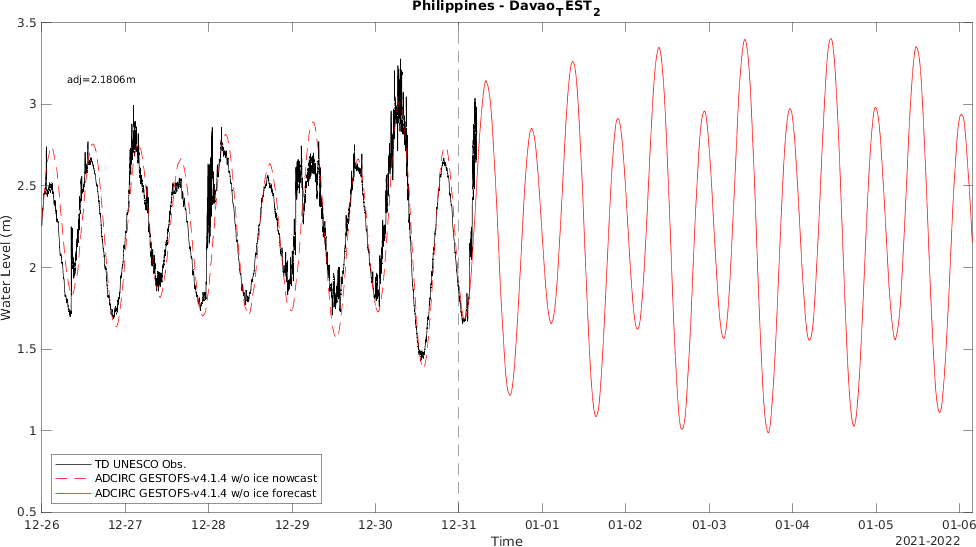 Philippines - Davao_TEST_2
3.5
adj=2.1806m
3
2.5
2
1.5
1
0.5
Water Level (m)
TD UNESCO Obs.
ADCIRC GESTOFS-v4.1.4 w/o ice nowcast
ADCIRC GESTOFS-v4.1.4 w/o ice forecast
12-26 12-27 12-28 12-29 12-30 12-31 01-01 01-02 01-03 01-04 01-05 01-06
Time
2021-2022